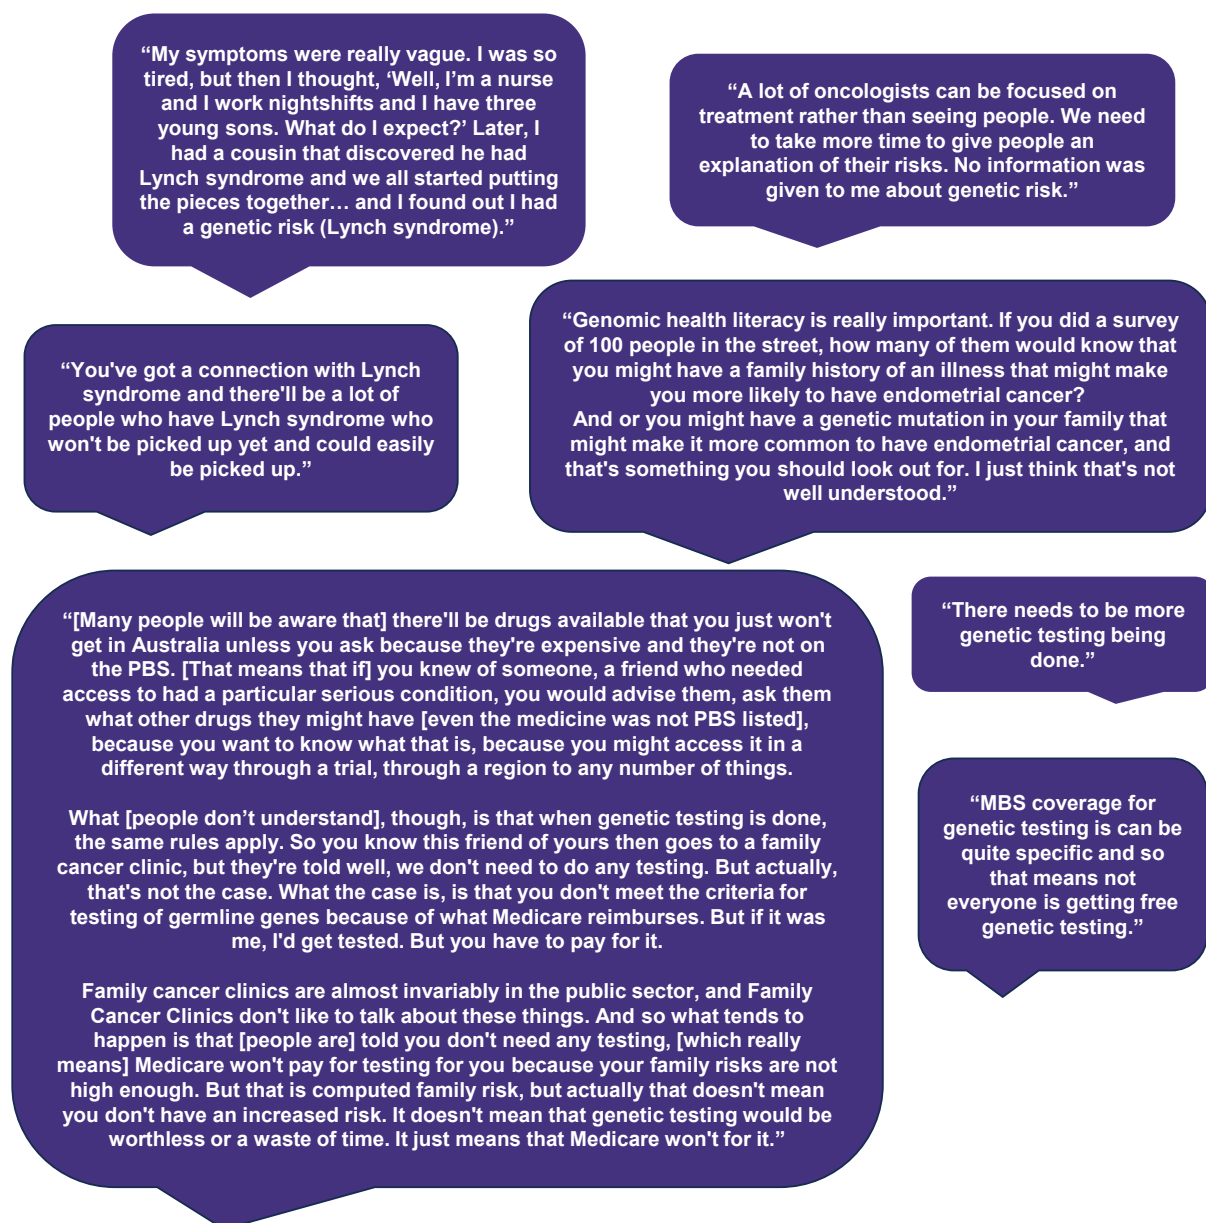 “My symptoms were really vague. I was so
tired, but then I thought, ‘Well, I’m a nurse
and I work nightshifts and I have three
young sons. What do I expect?’ Later, I
had a cousin that discovered he had
Lynch syndrome and we all started putting
the pieces together… and I found out I had
a genetic risk (Lynch syndrome).”
“A lot of oncologists can be focused on
treatment rather than seeing people. We need
to take more time to give people an
explanation of their risks. No information was
given to me about genetic risk.”
“You've got a connection with Lynch
syndrome and there'll be a lot of
people who have Lynch syndrome who
won't be picked up yet and could easily
be picked up.”
“Genomic health literacy is really important. If you did a survey
of 100 people in the street, how many of them would know that
you might have a family history of an illness that might make
you more likely to have endometrial cancer?
And or you might have a genetic mutation in your family that
might make it more common to have endometrial cancer, and
that's something you should look out for. I just think that's not
well understood.”
“[Many people will be aware that] there'll be drugs available that you just won't
get in Australia unless you ask because they're expensive and they're not on
the PBS. [That means that if] you knew of someone, a friend who needed
access to had a particular serious condition, you would advise them, ask them
what other drugs they might have [even the medicine was not PBS listed],
because you want to know what that is, because you might access it in a
different way through a trial, through a region to any number of things.
What [people don’t understand], though, is that when genetic testing is done,
the same rules apply. So you know this friend of yours then goes to a family
cancer clinic, but they're told well, we don't need to do any testing. But actually,
that's not the case. What the case is, is that you don't meet the criteria for
testing of germline genes because of what Medicare reimburses. But if it was
me, I'd get tested. But you have to pay for it.
Family cancer clinics are almost invariably in the public sector, and Family
Cancer Clinics don't like to talk about these things. And so what tends to
happen is that [people are] told you don't need any testing, [which really
means] Medicare won't pay for testing for you because your family risks are not
high enough. But that is computed family risk, but actually that doesn't mean
you don't have an increased risk. It doesn't mean that genetic testing would be
worthless or a waste of time. It just means that Medicare won't for it.”
“There needs to be more
genetic testing being
done.”
“MBS coverage for
genetic testing is can be
quite specific and so
that means not
everyone is getting free
genetic testing.”